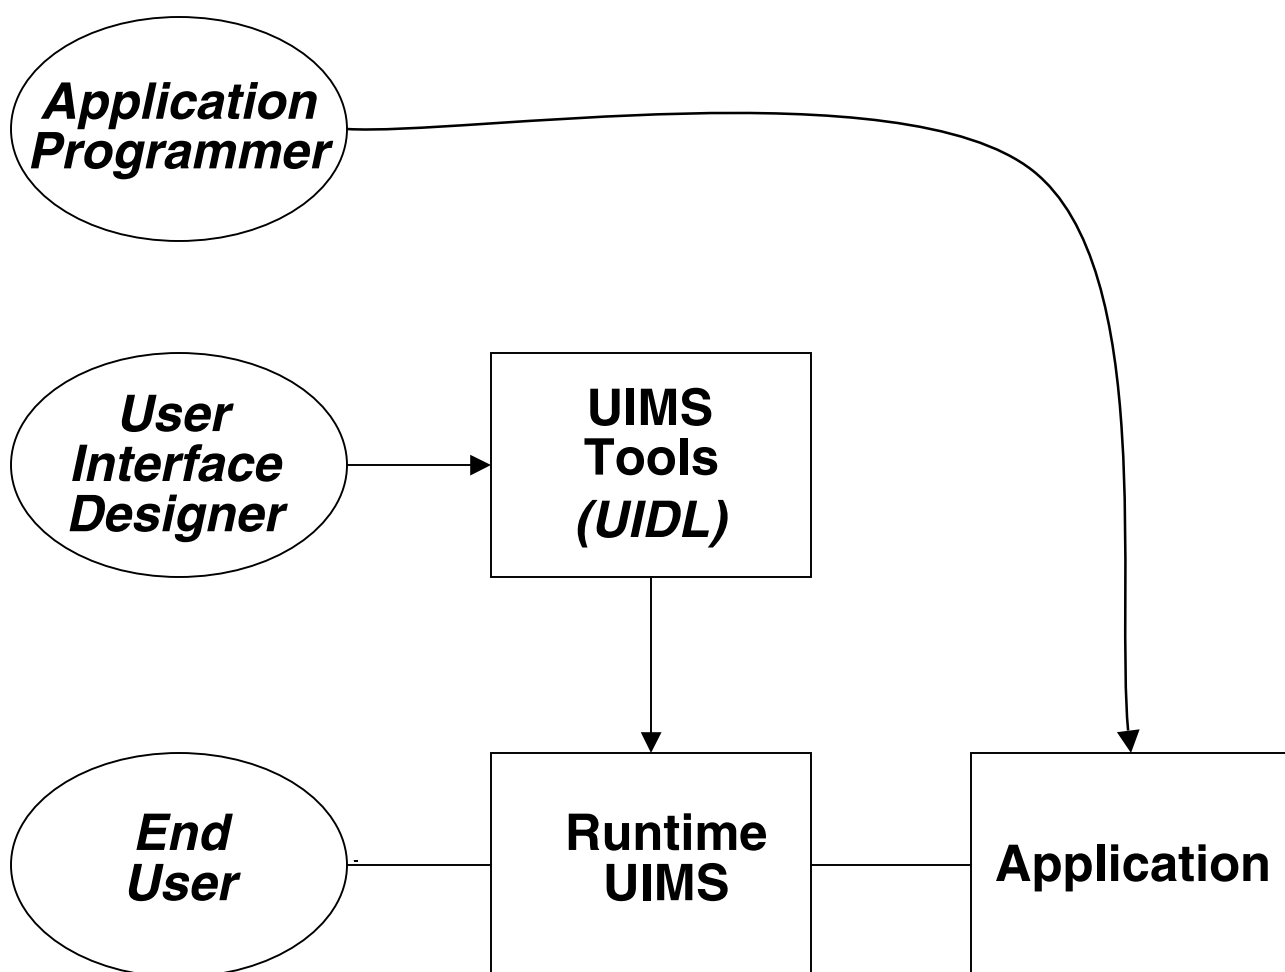 Application
Programmer
User
Interface
Designer
UIMS
Tools
(UIDL)
End
User
Runtime
UIMS
Application